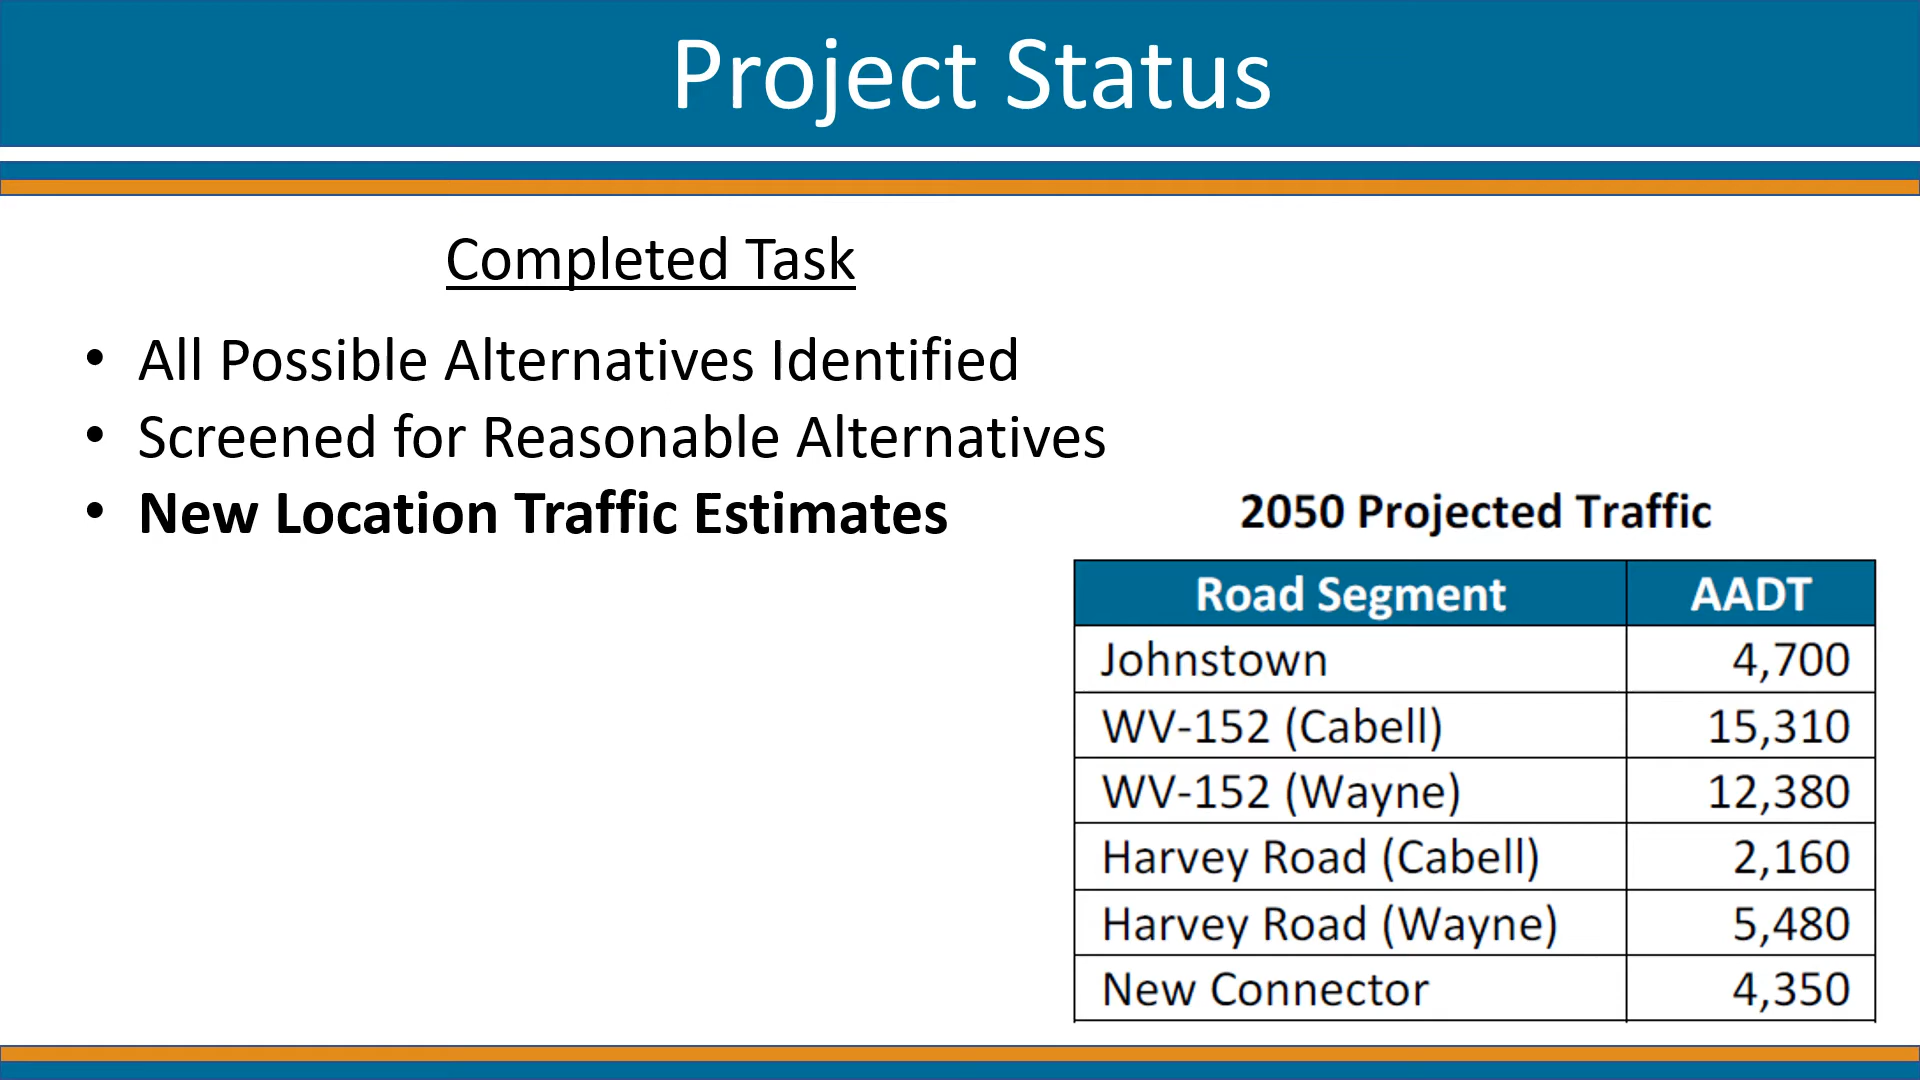 Project Status
Completed Task
• All Possible Alternatives Identified
• Screened for Reasonable Alternatives
• New Location Traffic Estimates
2050 Projected Traffic
Road Segment AADT
Johnstown 4,700
WV-152 (Cabell) 15,310
WV-152 (Wayne) 12,380
Harvey Road (Cabell) 2,160
Harvey Road (Wayne) 5,480
New Connector 4,350